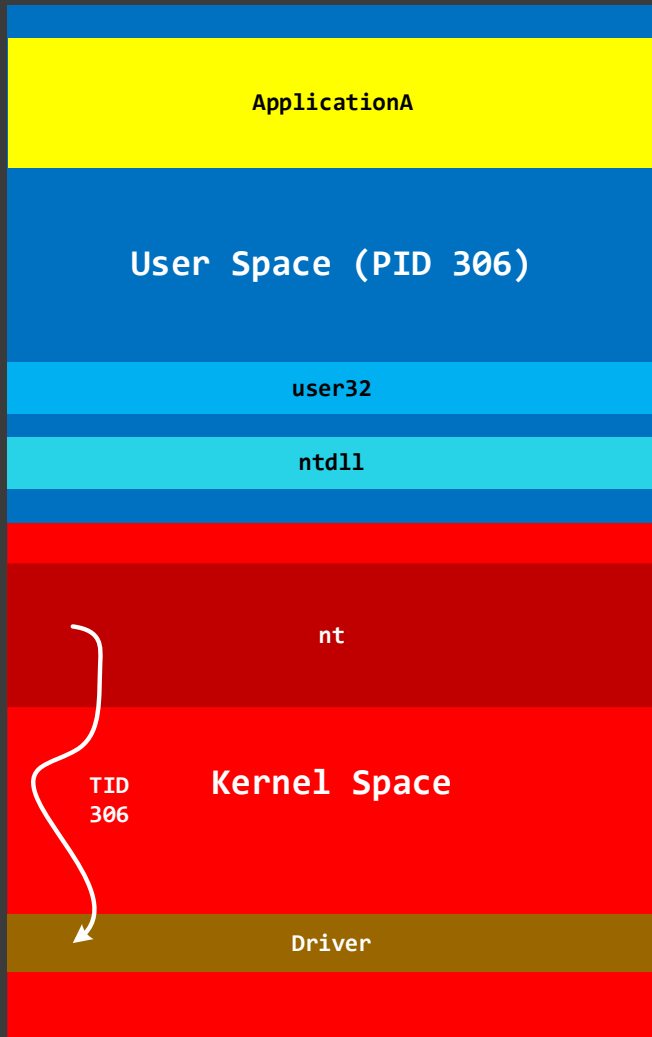 ApplicationA
User Space (PID 306)
user32
ntdll
nt
Kernel Space
TID
306
Driver